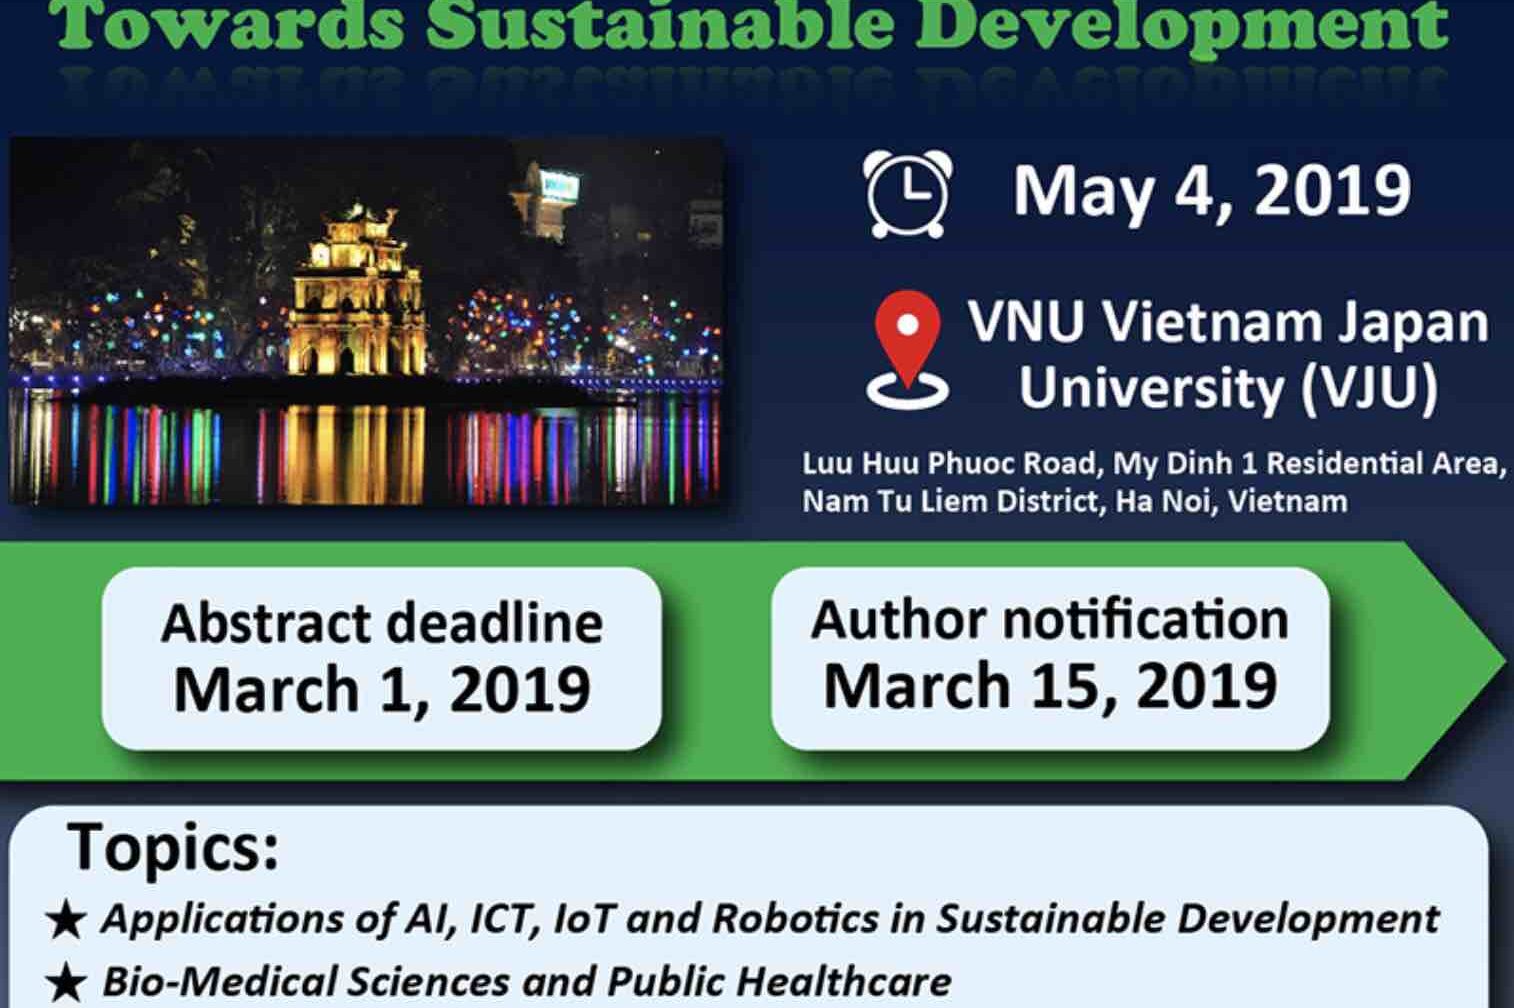 Towards Sustainable Development
May 4, 2019
VNU Vietnam Japan
University (VJU)
Luu Huu Phuoc Road, My Dinh 1 Residential Area,
Nam Tu Liem District, Ha Noi, Vietnam
Abstract deadline
March 1, 2019
Author notification
March 15, 2019
Topics:
★ Applications of AI, ICT, IoT and Robotics in Sustainable Development
★ Bio-Medical Sciences and Public Healthcare